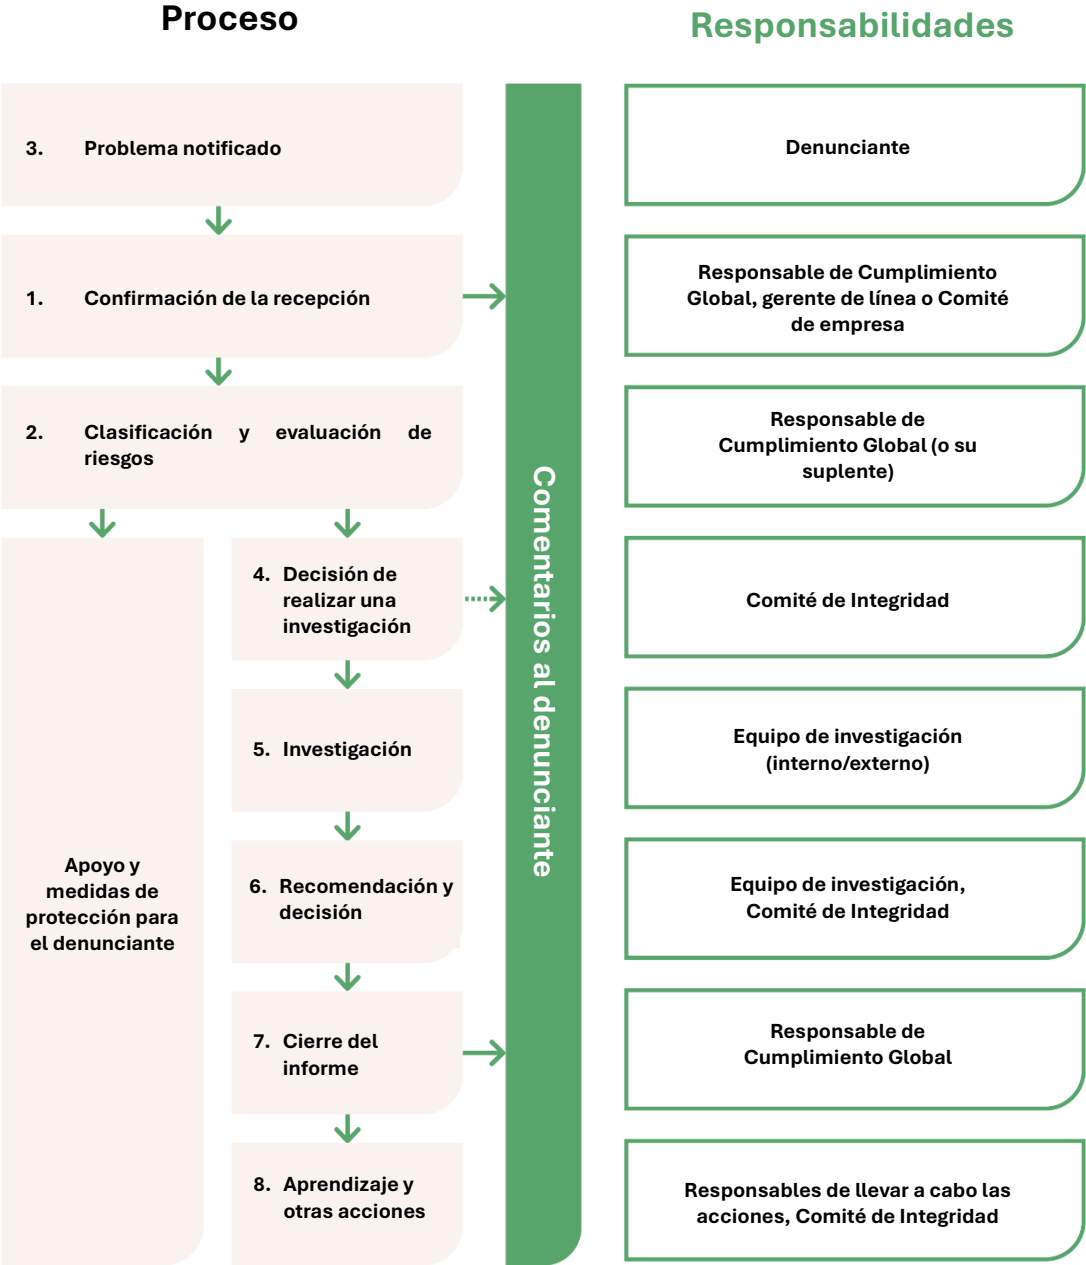 Proceso
Responsabilidades
3. Problema notificado
Denunciante
1. Confirmación de la recepción
Responsable de Cumplimiento
Global, gerente de línea o Comité
de empresa
2. Clasificación y evaluación de
riesgos
Responsable de
Cumplimiento Global (o su
suplente)
Comentarios al denunciante
Apoyo y
medidas de
protección para
el denunciante
4. Decisión de
realizar una
investigación
Comité de Integridad
5. Investigación
Equipo de investigación
(interno/externo)
6. Recomendación y
decisión
Equipo de investigación,
Comité de Integridad
7. Cierre del
informe
Responsable de
Cumplimiento Global
8. Aprendizaje y
otras acciones
Responsables de llevar a cabo las
acciones, Comité de Integridad